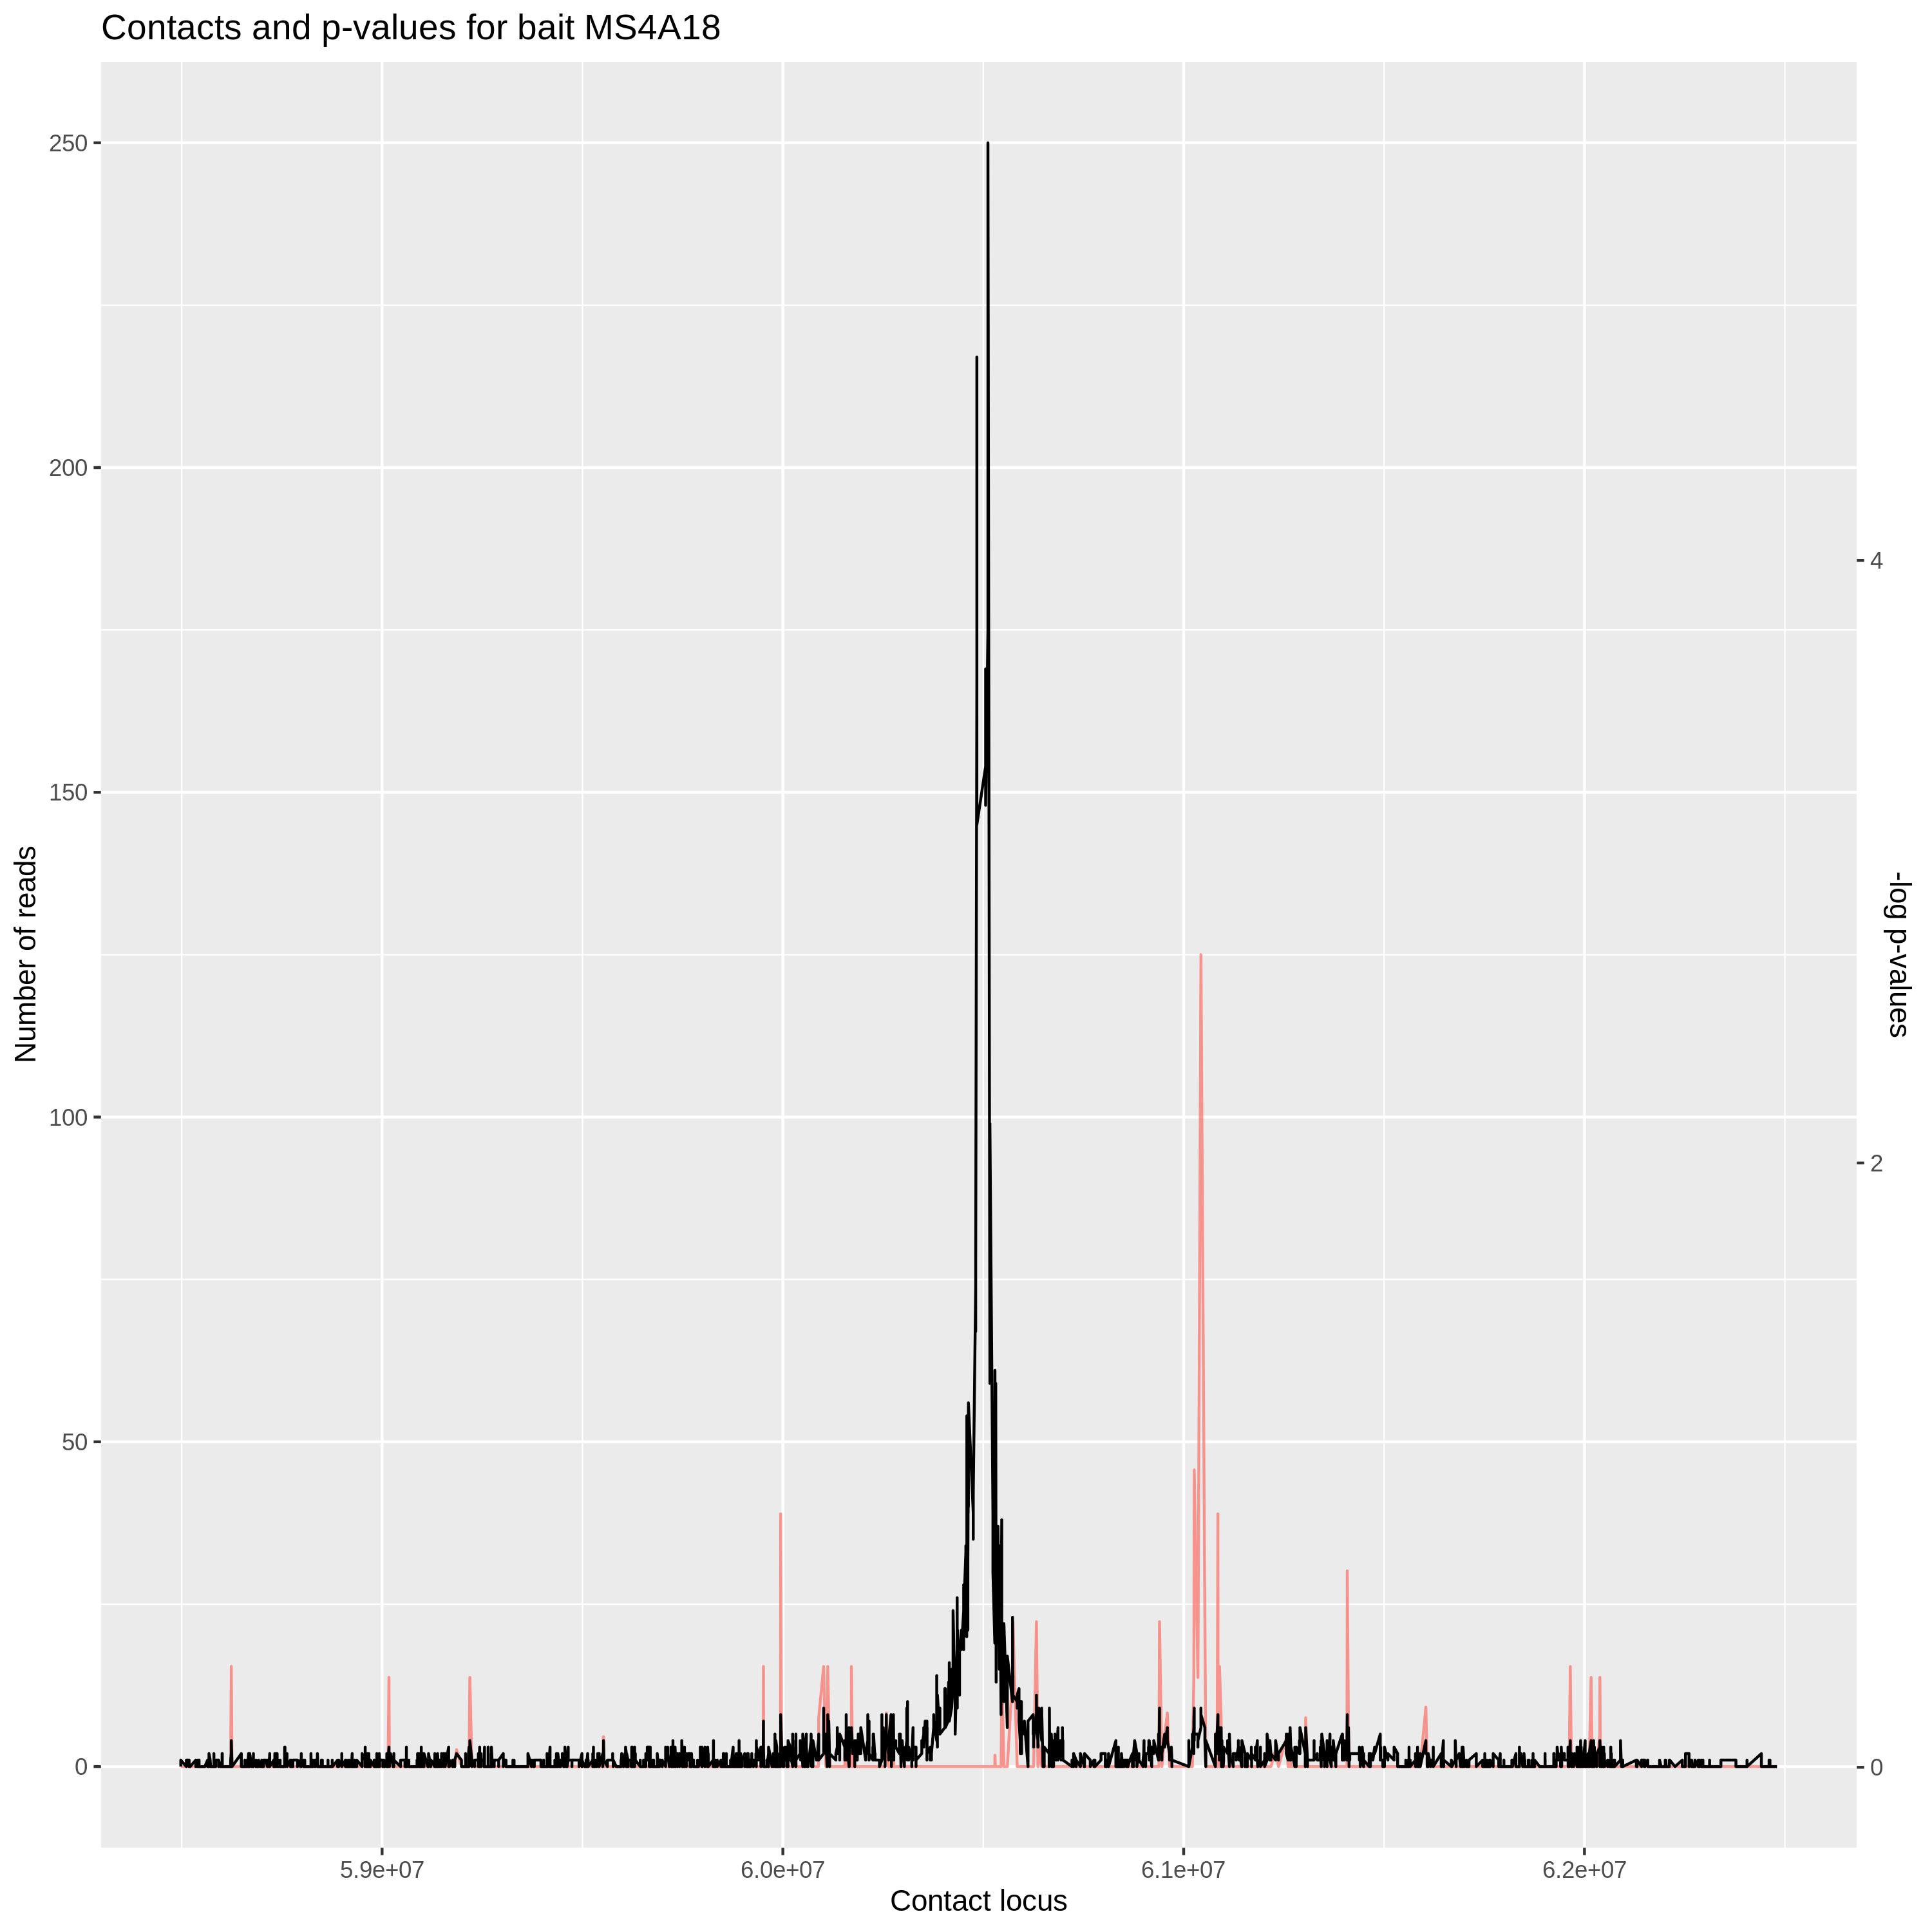 Contacts and p-values for bait MS4A18
250
200
150
100
50
0
Number of reads
4
2
0
-log p-values
5.9e+07 6.0e+07 6.1e+07 6.2e+07
Contact locus